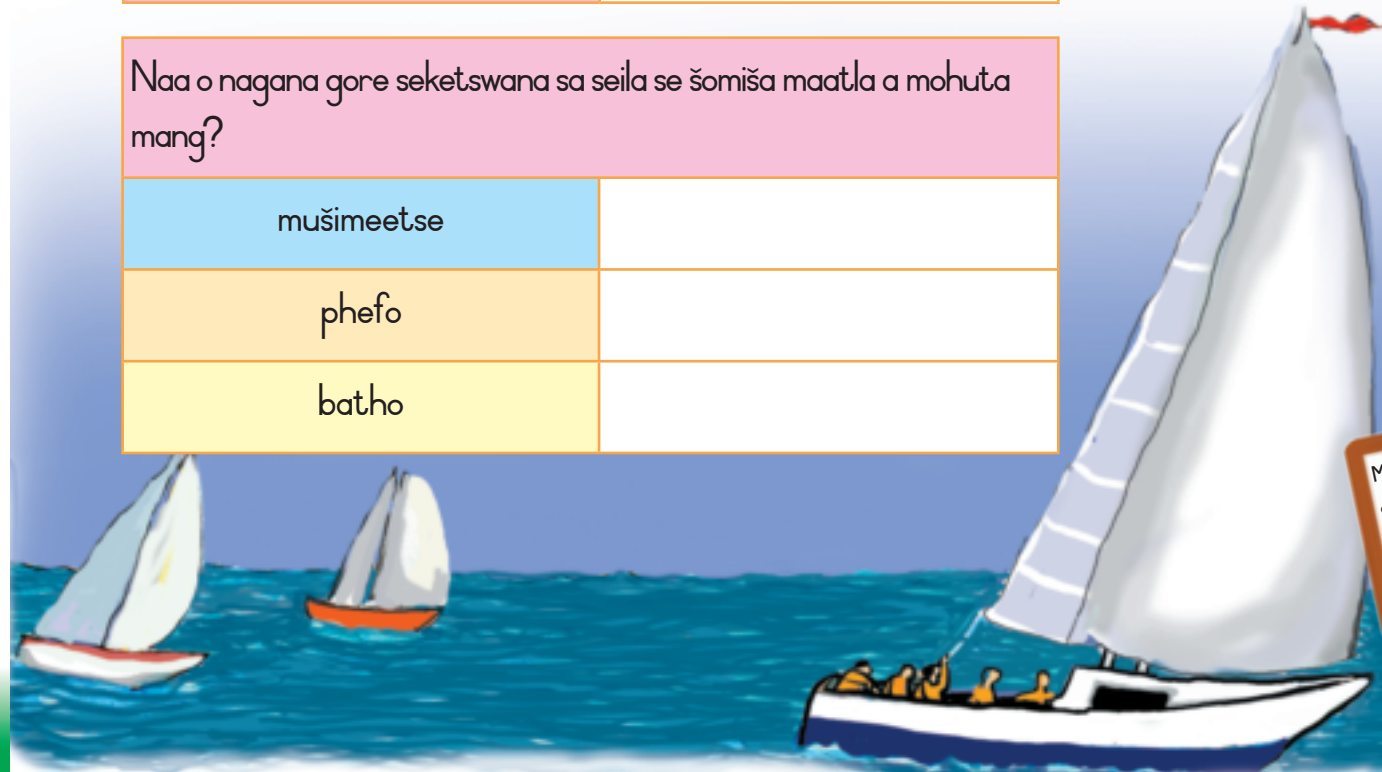 Naa o nagana gore seketswana sa seila se šomiša maatla a mohuta
mang?
mušimeetse
phefo
batho